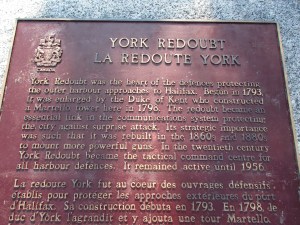 YORK REDOUBT
LA REDOUTE YORK
York Redoubt was the heart of the defences protecting
the outer harbour approaches to Halifax. Begun in 1793,
it was enlarged by the Duke of Kent who constructed
a Martello tower here in 1798. The redoubt became an
essential link in the communications system protecting
the city against surprise attack. Its strategic importance
was such that it was rebuilt in the 1860s and 1880s
to mount more powerful guns. In the twentieth century
York Redoubt became the tactical command centre for
all harbour defences. It remained active until 1956.
La redoute York fut au coeur des ouvrages défensifs
établis pour protéger les approches extérieures du port
d'Halifax. Sa construction débuta en 1793. En 1798, le
duc d'York l'agrandit et y ajouta une tour Martello.